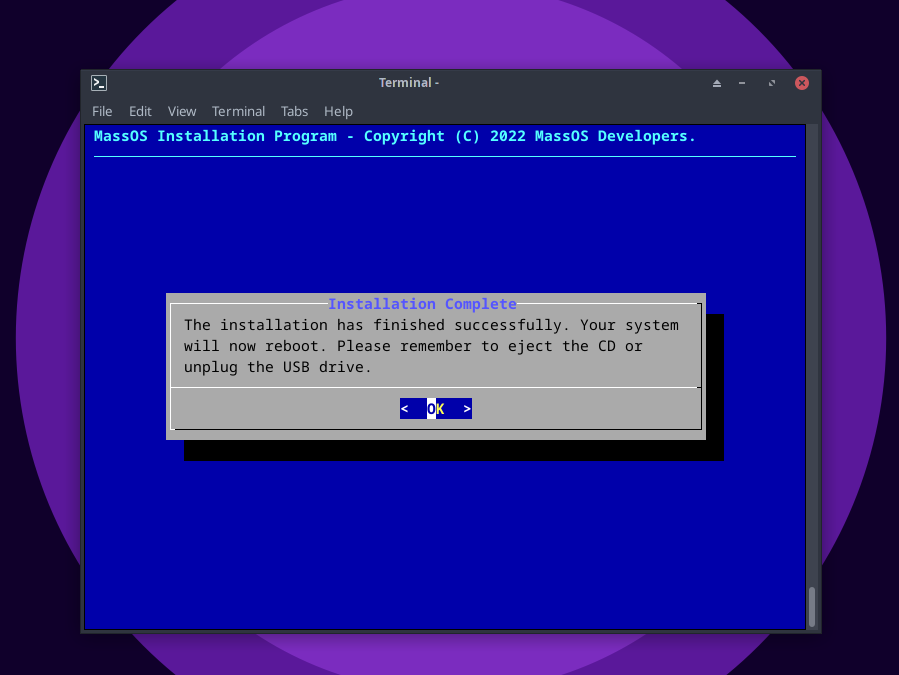 Terminal -
File Edit View Terminal Tabs Help
MassOS Installation Program - Copyright (C) 2022 MassOS Developers.
Installation Complete
The installation has finished successfully. Your system
will now reboot. Please remember to eject the CD or
unplug the USB drive.
< OK >